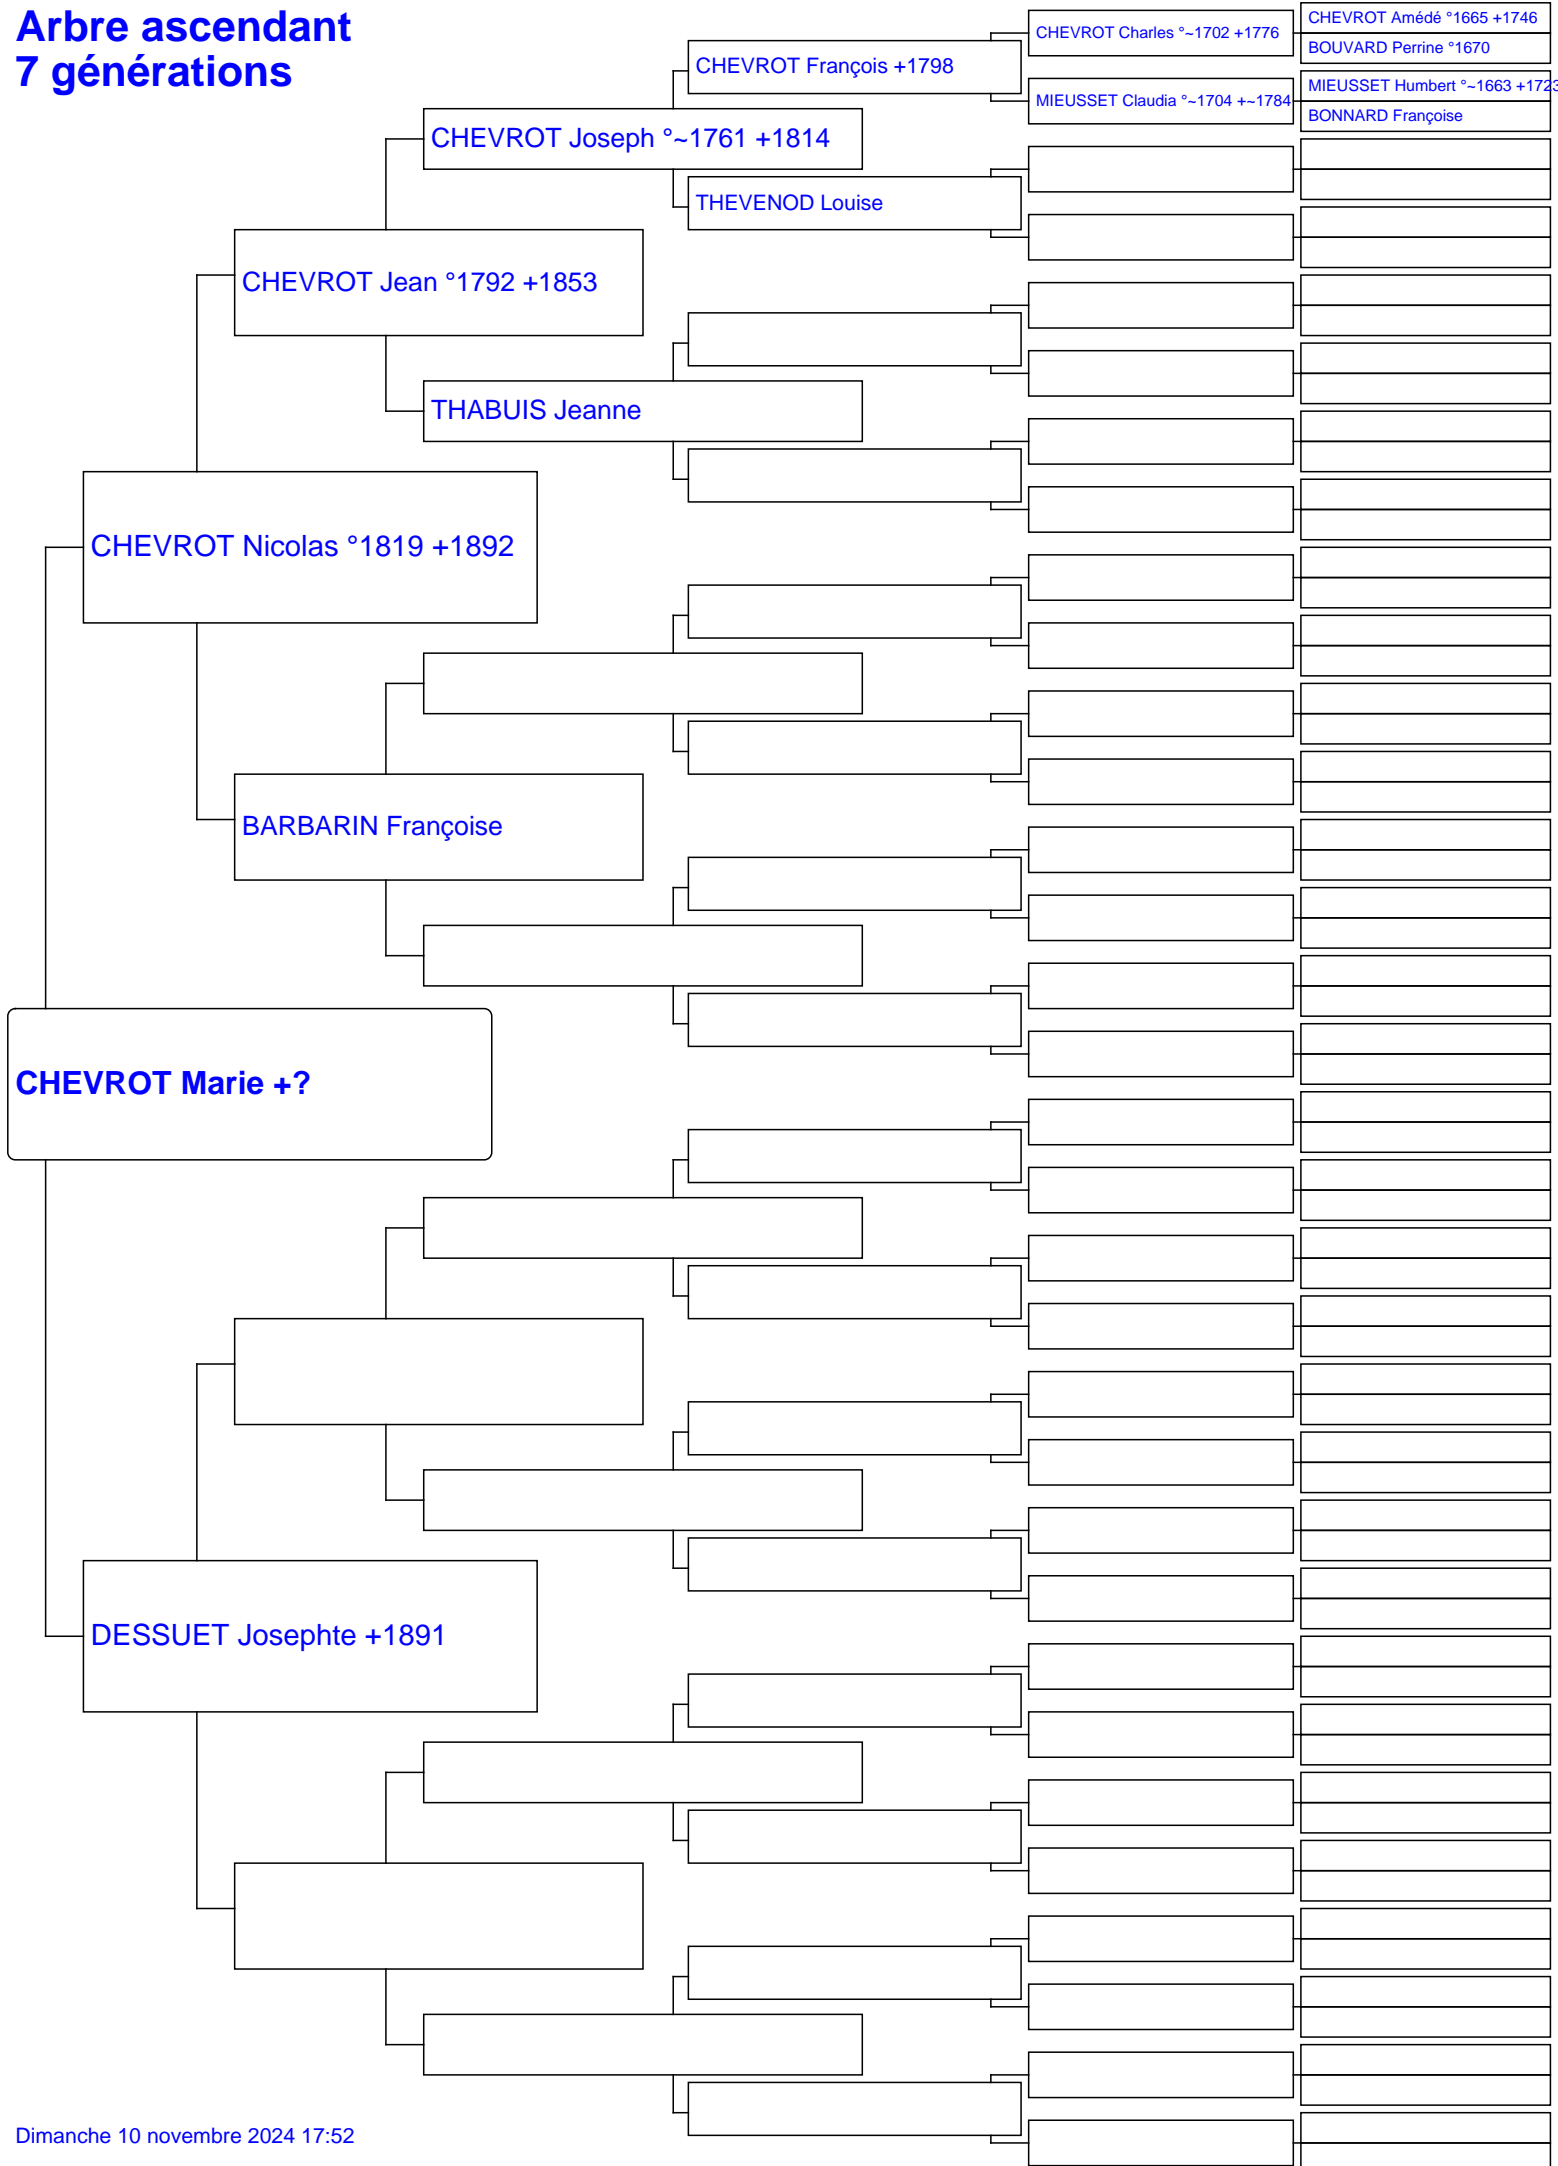 Arbre ascendant
7 générations
CHEVROT Charles °~1702 +1776
CHEVROT Amédé °1665 +1746
BOUVARD Perrine °1670
CHEVROT François +1798
MIEUSSET Claudia °~1704 +~1784
MIEUSSET Humbert °~1663 +1723
BONNARD Françoise
CHEVROT Joseph °~1761 +1814
THEVENOD Louise
CHEVROT Jean °1792 +1853
THABUIS Jeanne
CHEVROT Nicolas °1819 +1892
BARBARIN Françoise
CHEVROT Marie +?
DESSUET Josephte +1891
Dimanche 10 novembre 2024 17:52